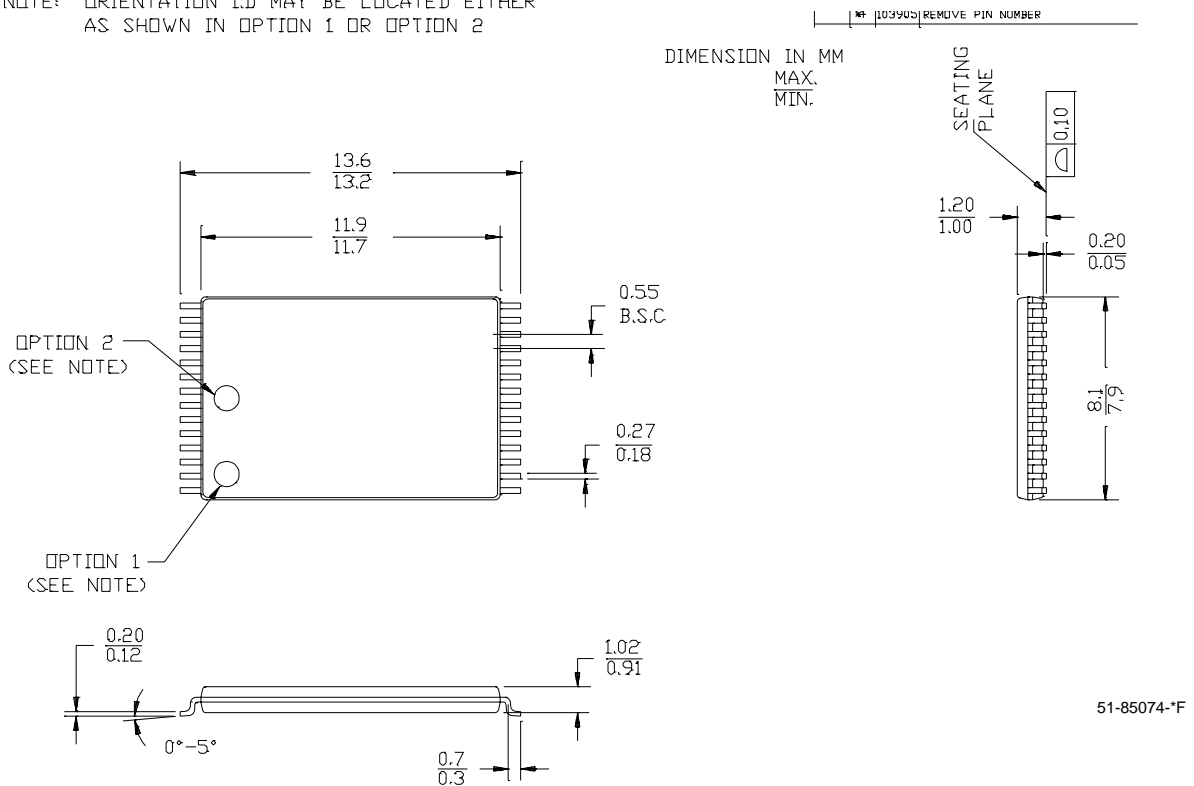 NOTE: ORIENTATION I.D MAY BE LOCATED EITHER
AS SHOWN IN OPTION 1 OR OPTION 2
103905 REMOVE PIN NUMBER
DIMENSION IN MM
MAX.
MIN.
SEATING
PLANE
0.10
13.6
13.2
11.9
11.7
1.20
1.00
0.20
0.05
0.55
B.S.C
OPTION 2
(SEE NOTE)
8.1
7.9
0.27
0.18
OPTION 1
(SEE NOTE)
0.20
0.12
1.02
0.91
0°-5°
0.7
0.3
51-85074-*F